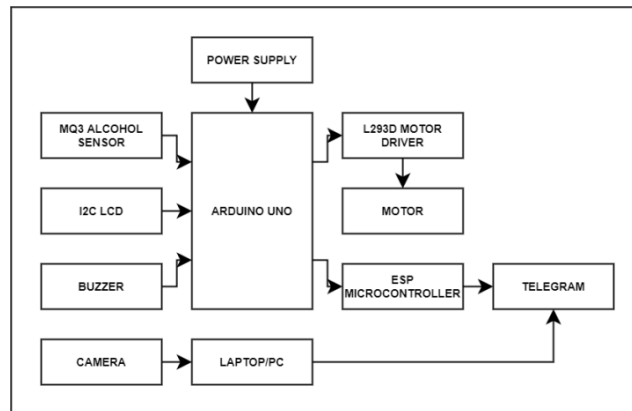 POWER SUPPLY
MQ3 ALCOHOL
SENSOR
L293D MOTOR
DRIVER
I2C LCD
ARDUINO UNO
MOTOR
BUZZER
ESP
MICROCONTROLLER
TELEGRAM
CAMERA
LAPTOP/PC